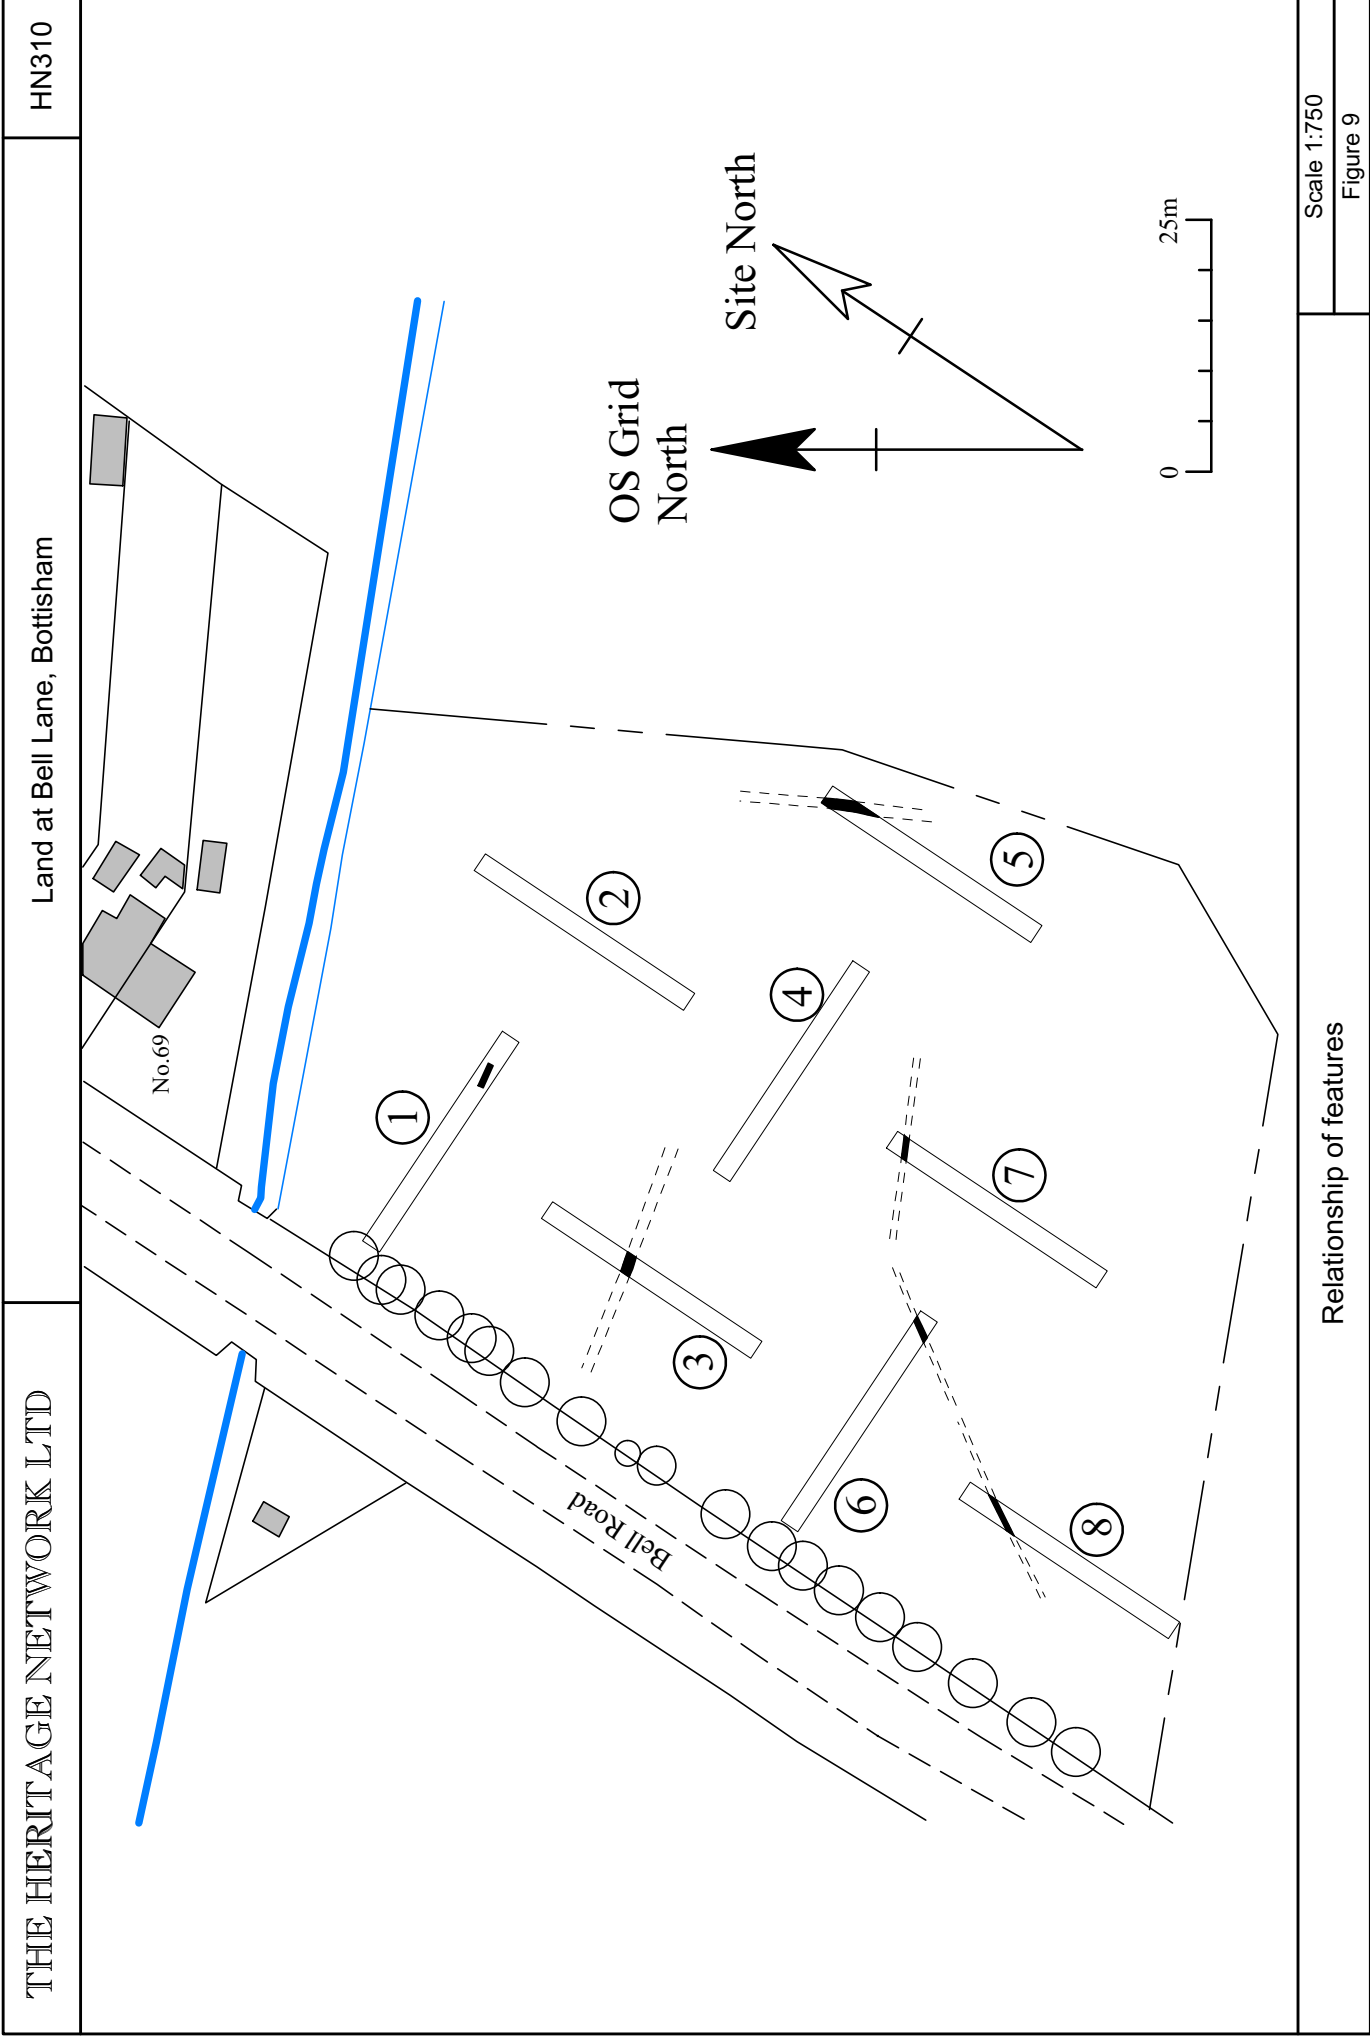 THE HERITAGE NETWORK LTD
Land at Bell Lane, Bottisham
HN310
No.69
Bell Road
1
2
3
4
5
6
7
8
OS Grid
North
Site North
0
25m
Relationship of features
Scale 1:750
Figure 9